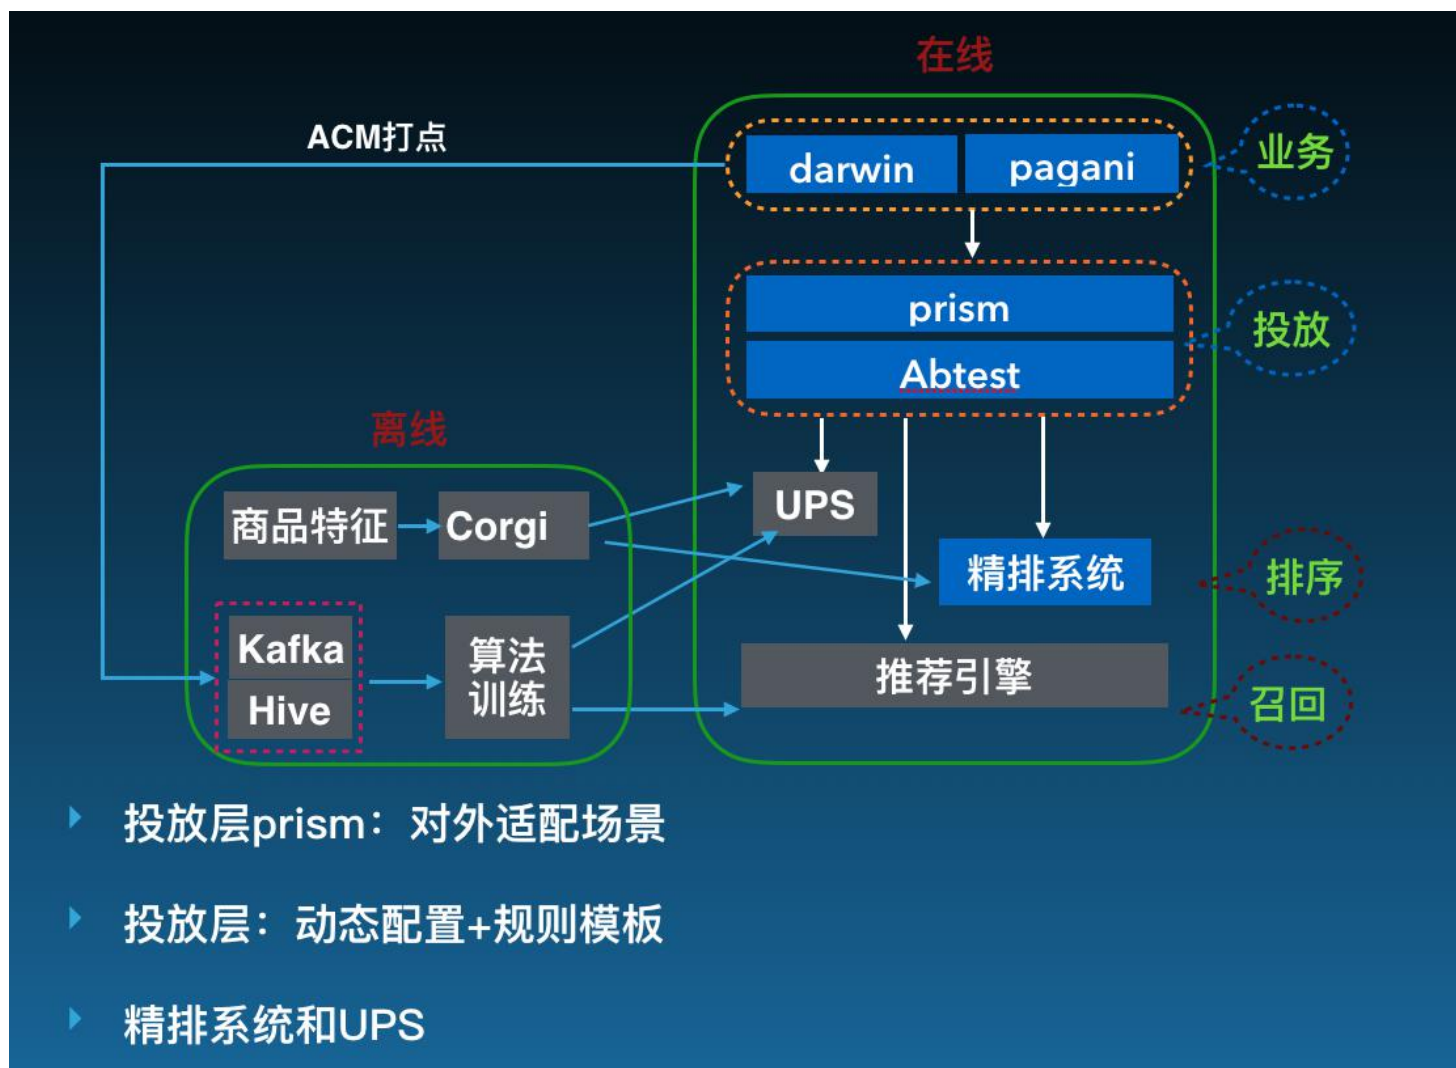 在线
ACM打点
darwin
pagani
业务
prism
投放
Abtest
离线
UPS
商品特征
Corgi
精排系统
排序
Kafka
Hive
算法
训练
推荐引擎
召回
投放层prism：对外适配场景
投放层：动态配置+规则模板
精排系统和UPS